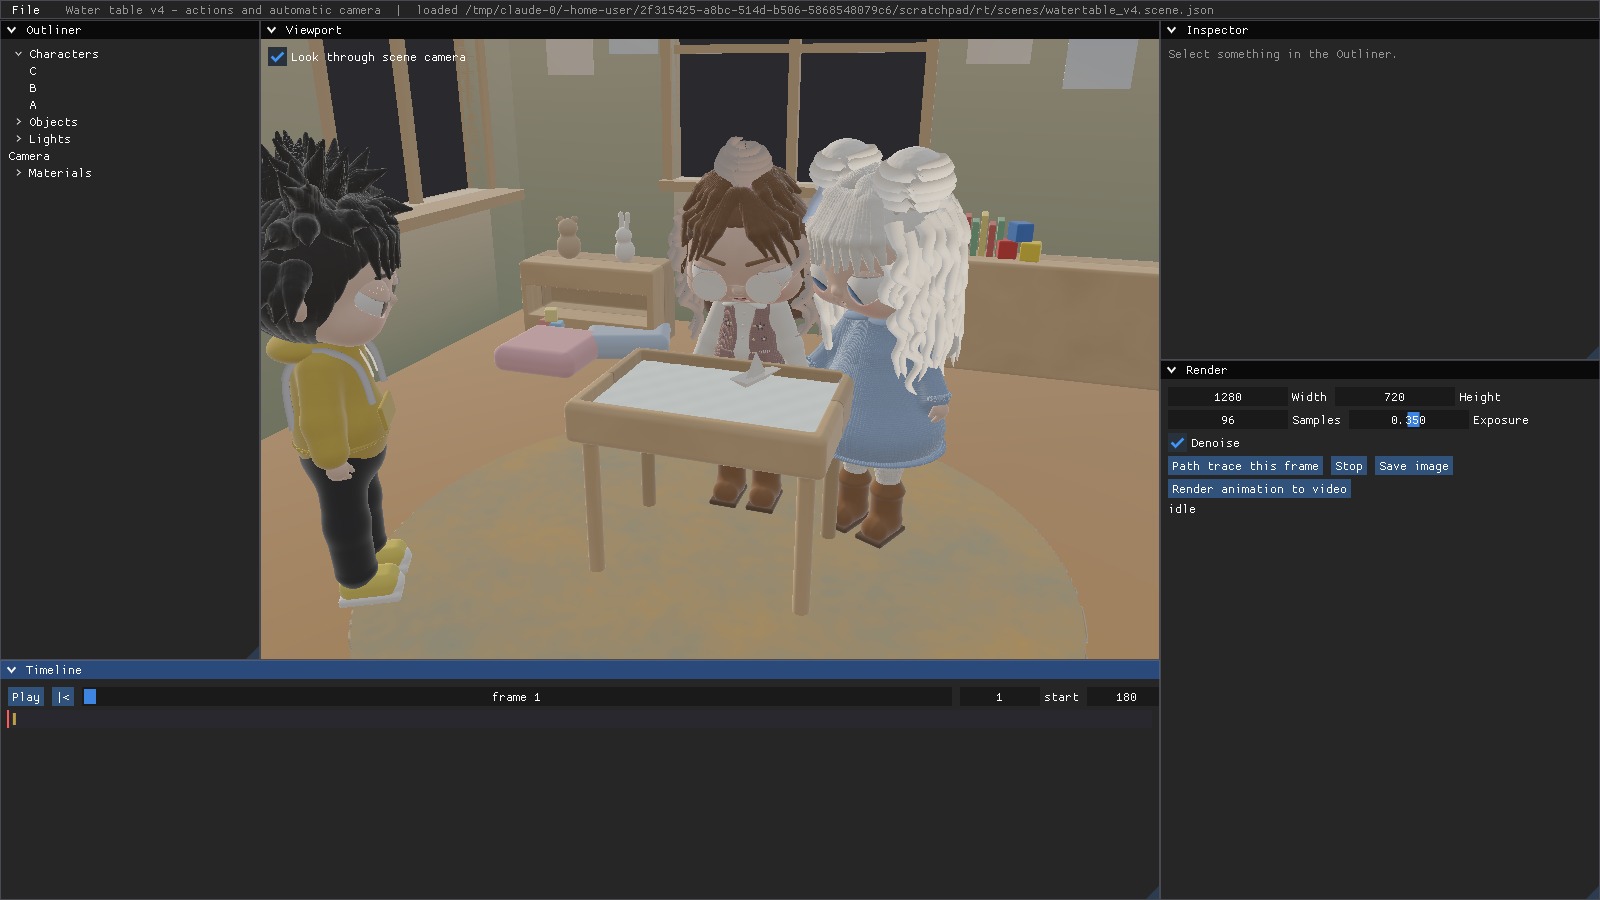 File Water table v4 - actions and automatic camera | loaded /tmp/claude-0/-home-user/2f315425-a8bc-514d-b506-5868548079c6/scratchpad/rt/scenes/watertable_v4.scene.json
Outliner
Characters
C
B
A
Objects
Lights
Camera
Materials
Viewport
Look through scene camera
Inspector
Select something in the Outliner.
Render
1280 Width 720 Height
96 Samples 0.350 Exposure
Denoise
Path trace this frame Stop Save image
Render animation to video
idle
Timeline
Play |< frame 1 1 start 180